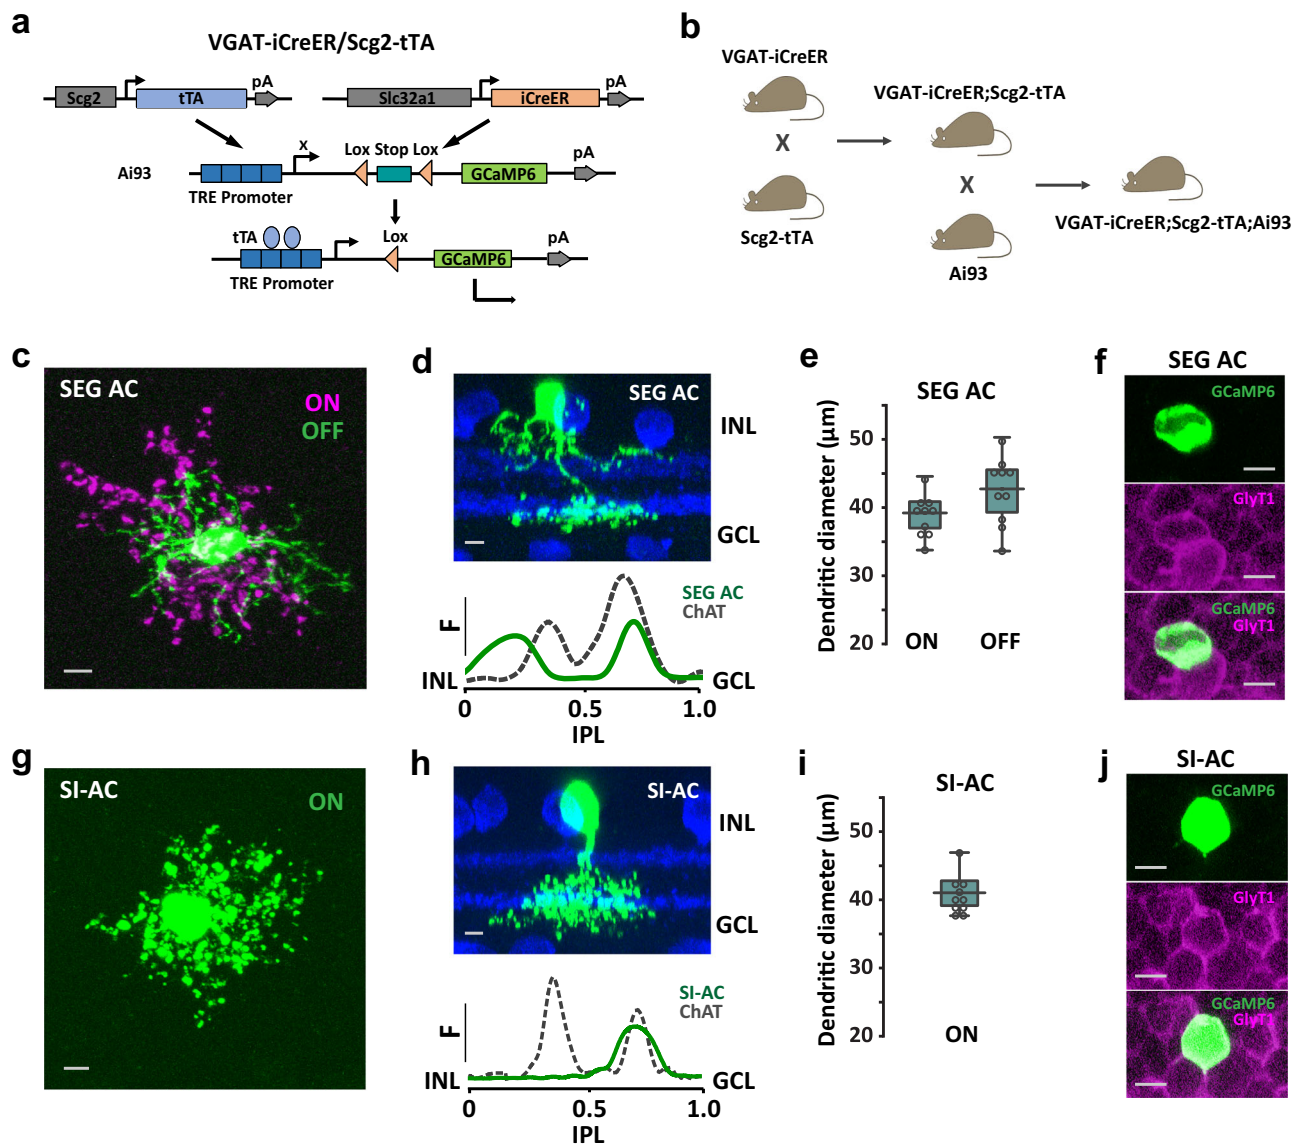 a
VGAT-iCreER/Scg2-tTA
Scg2
tTA
pA
Slc32a1
iCreER
pA
Ai93
x
Lox Stop Lox
GCaMP6
pA
TRE Promoter
tTA
Lox
GCaMP6
pA
TRE Promoter
b
VGAT-iCreER
X
Scg2-tTA
VGAT-iCreER;Scg2-tTA
X
Ai93
VGAT-iCreER;Scg2-tTA;Ai93
c
SEG AC
ON
OFF
d
SEG AC
INL
GCL
SEG AC
ChAT
F
INL
GCL
0 0.5 1.0
IPL
e
SEG AC
Dendritic diameter (µm)
50
40
30
20
ON OFF
f
SEG AC
GCaMP6
GlyT1
GCaMP6
GlyT1
g
SI-AC
ON
h
SI-AC
INL
GCL
SI-AC
ChAT
F
INL
GCL
0 0.5 1.0
IPL
i
SI-AC
Dendritic diameter (µm)
50
40
30
20
ON
j
SI-AC
GCaMP6
GlyT1
GCaMP6
GlyT1